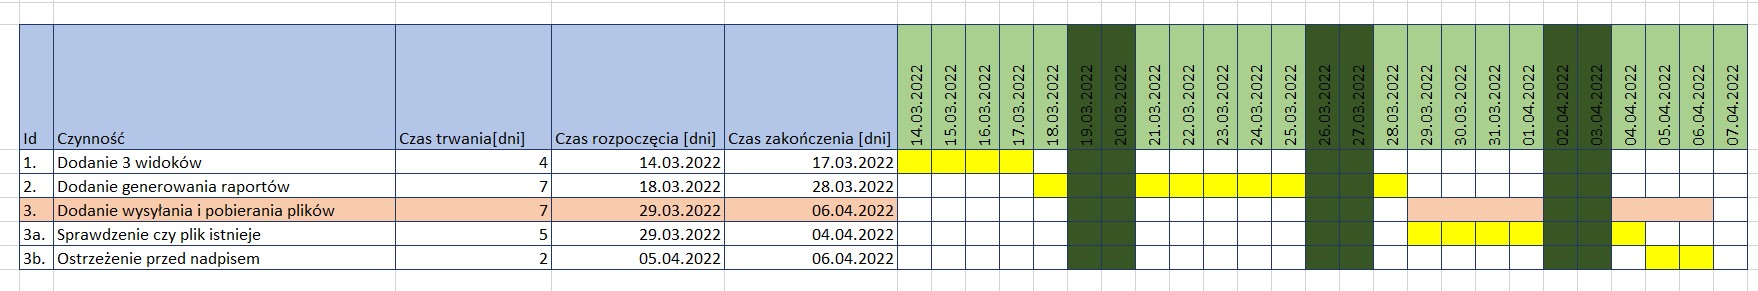 Id Czynność Czas trwania[dni] Czas rozpoczęcia [dni] Czas zakończenia [dni] 14.03.2022 15.03.2022 16.03.2022 17.03.2022 18.03.2022 19.03.2022 20.03.2022 21.03.2022 22.03.2022 23.03.2022 24.03.2022 25.03.2022 26.03.2022 27.03.2022 28.03.2022 29.03.2022 30.03.2022 31.03.2022 01.04.2022 02.04.2022 03.04.2022 04.04.2022 05.04.2022 06.04.2022 07.04.2022
1. Dodanie 3 widoków 4 14.03.2022 17.03.2022
2. Dodanie generowania raportów 7 18.03.2022 28.03.2022
3. Dodanie wysyłania i pobierania plików 7 29.03.2022 06.04.2022
3a. Sprawdzenie czy plik istnieje 5 29.03.2022 04.04.2022
3b. Ostrzeżenie przed nadpisem 2 05.04.2022 06.04.2022